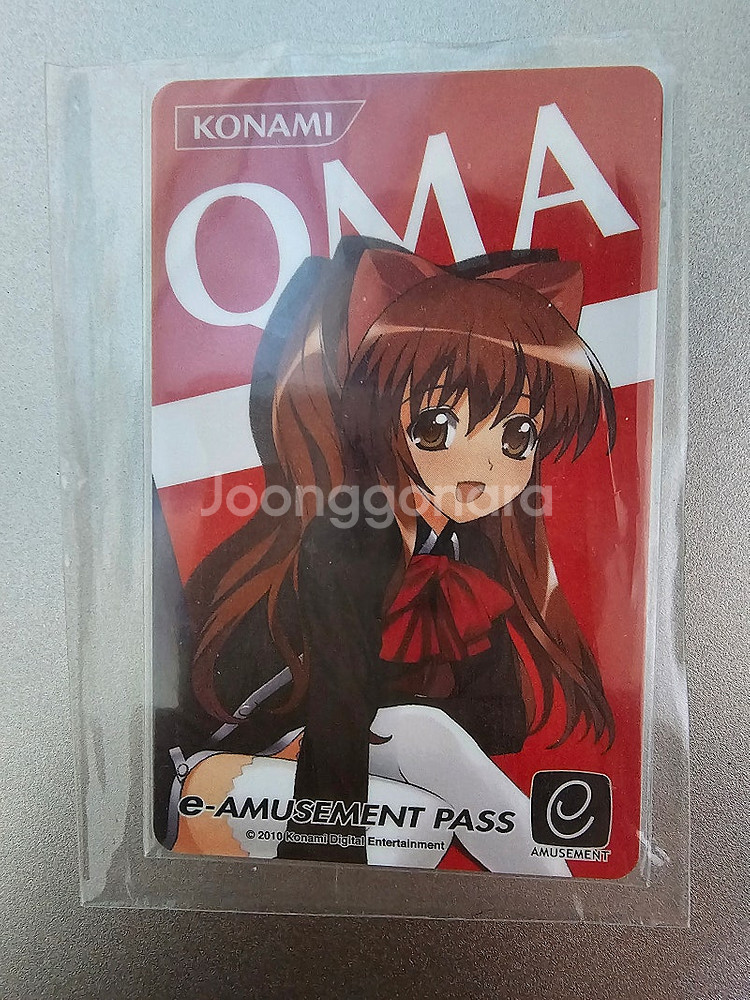 KONAMI
QMA
Joonggonara
e-AMUSEMENT PASS
© 2010 Konami Digital Entertainment
e
AMUSEMENT